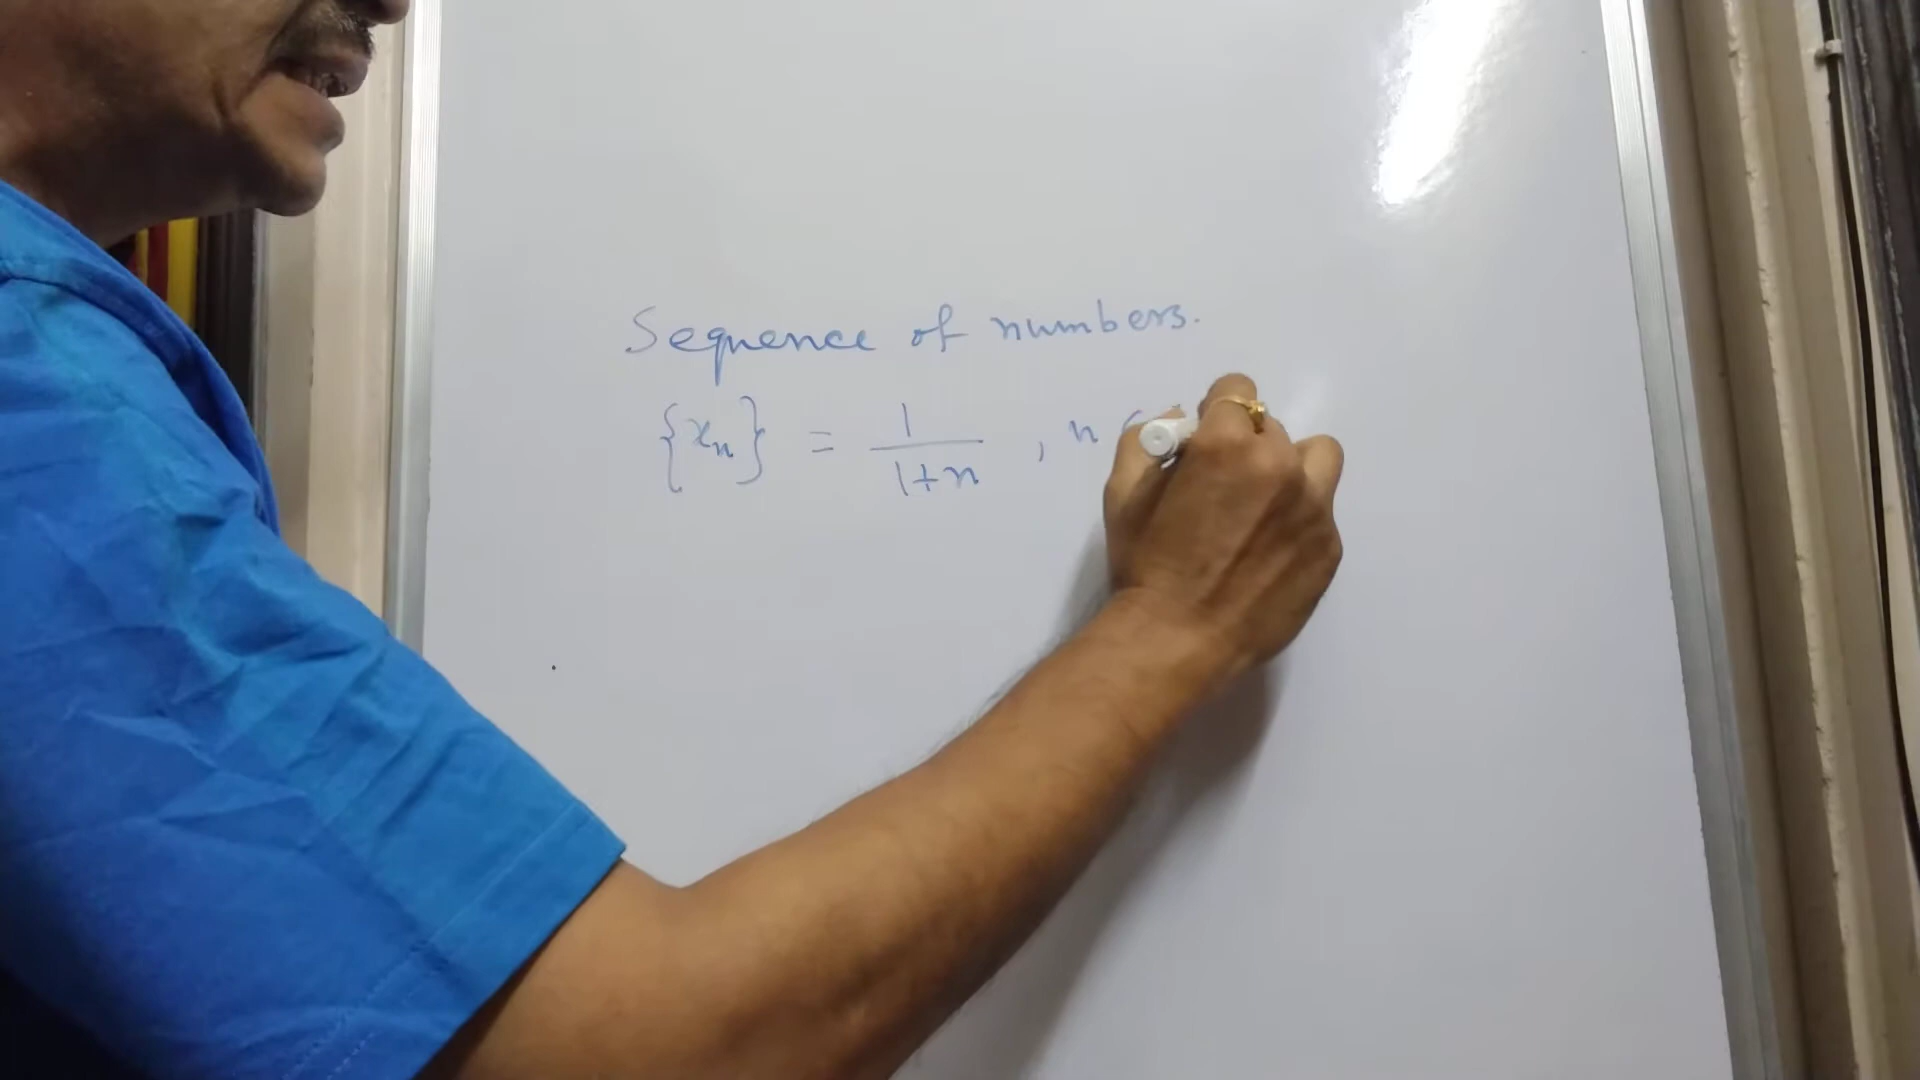 Sequence of numbers.
{xₙ} = 1/(1+n) , n